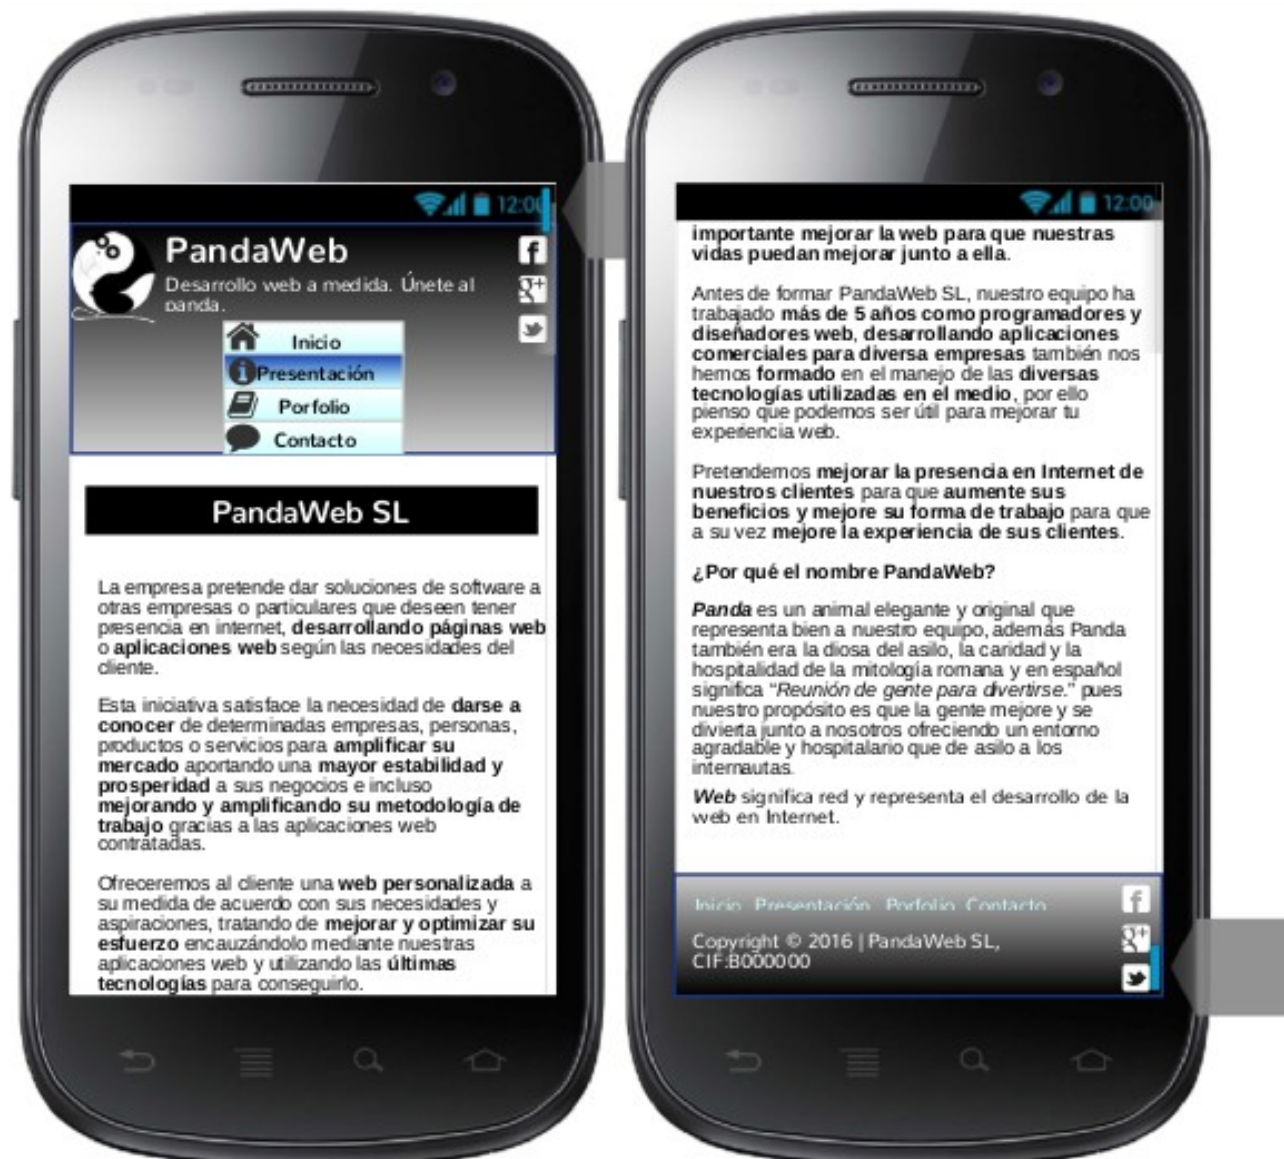 12:00
PandaWeb
Desarrollo web a medida. Únete al
panda.
Inicio
Presentación
Porfolio
Contacto
PandaWeb SL
La empresa pretende dar soluciones de software a
otras empresas o particulares que deseen tener
presencia en internet, desarrollando páginas web
o aplicaciones web según las necesidades del
cliente.
Esta iniciativa satisface la necesidad de darse a
conocer de determinadas empresas, personas,
productos o servicios para amplificar su
mercado aportando una mayor estabilidad y
prosperidad a sus negocios e incluso
mejorando y amplificando su metodología de
trabajo gracias a las aplicaciones web
contratadas.
Ofreceremos al cliente una web personalizada a
su medida de acuerdo con sus necesidades y
aspiraciones, tratando de mejorar y optimizar su
esfuerzo encauzándolo mediante nuestras
aplicaciones web y utilizando las últimas
tecnologías para conseguirlo.
12:00
importante mejorar la web para que nuestras
vidas puedan mejorar junto a ella.
Antes de formar PandaWeb SL, nuestro equipo ha
trabajado más de 5 años como programadores y
diseñadores web, desarrollando aplicaciones
comerciales para diversa empresas también nos
hemos formado en el manejo de las diversas
tecnologías utilizadas en el medio, por ello
pienso que podemos ser útil para mejorar tu
experiencia web.
Pretendemos mejorar la presencia en Internet de
nuestros clientes para que aumente sus
beneficios y mejore su forma de trabajo para que
a su vez mejore la experiencia de sus clientes.
¿Por qué el nombre PandaWeb?
Panda es un animal elegante y original que
representa bien a nuestro equipo, además Panda
también era la diosa del asilo, la caridad y la
hospitalidad de la mitología romana y en español
significa "Reunión de gente para divertirse." pues
nuestro propósito es que la gente mejore y se
divierta junto a nosotros ofreciendo un entorno
agradable y hospitalario que de asilo a los
internautas.
Web significa red y representa el desarrollo de la
web en Internet.
Inicio Presentación Porfolio Contacto
Copyright © 2016 | PandaWeb SL,
CIF:B000000